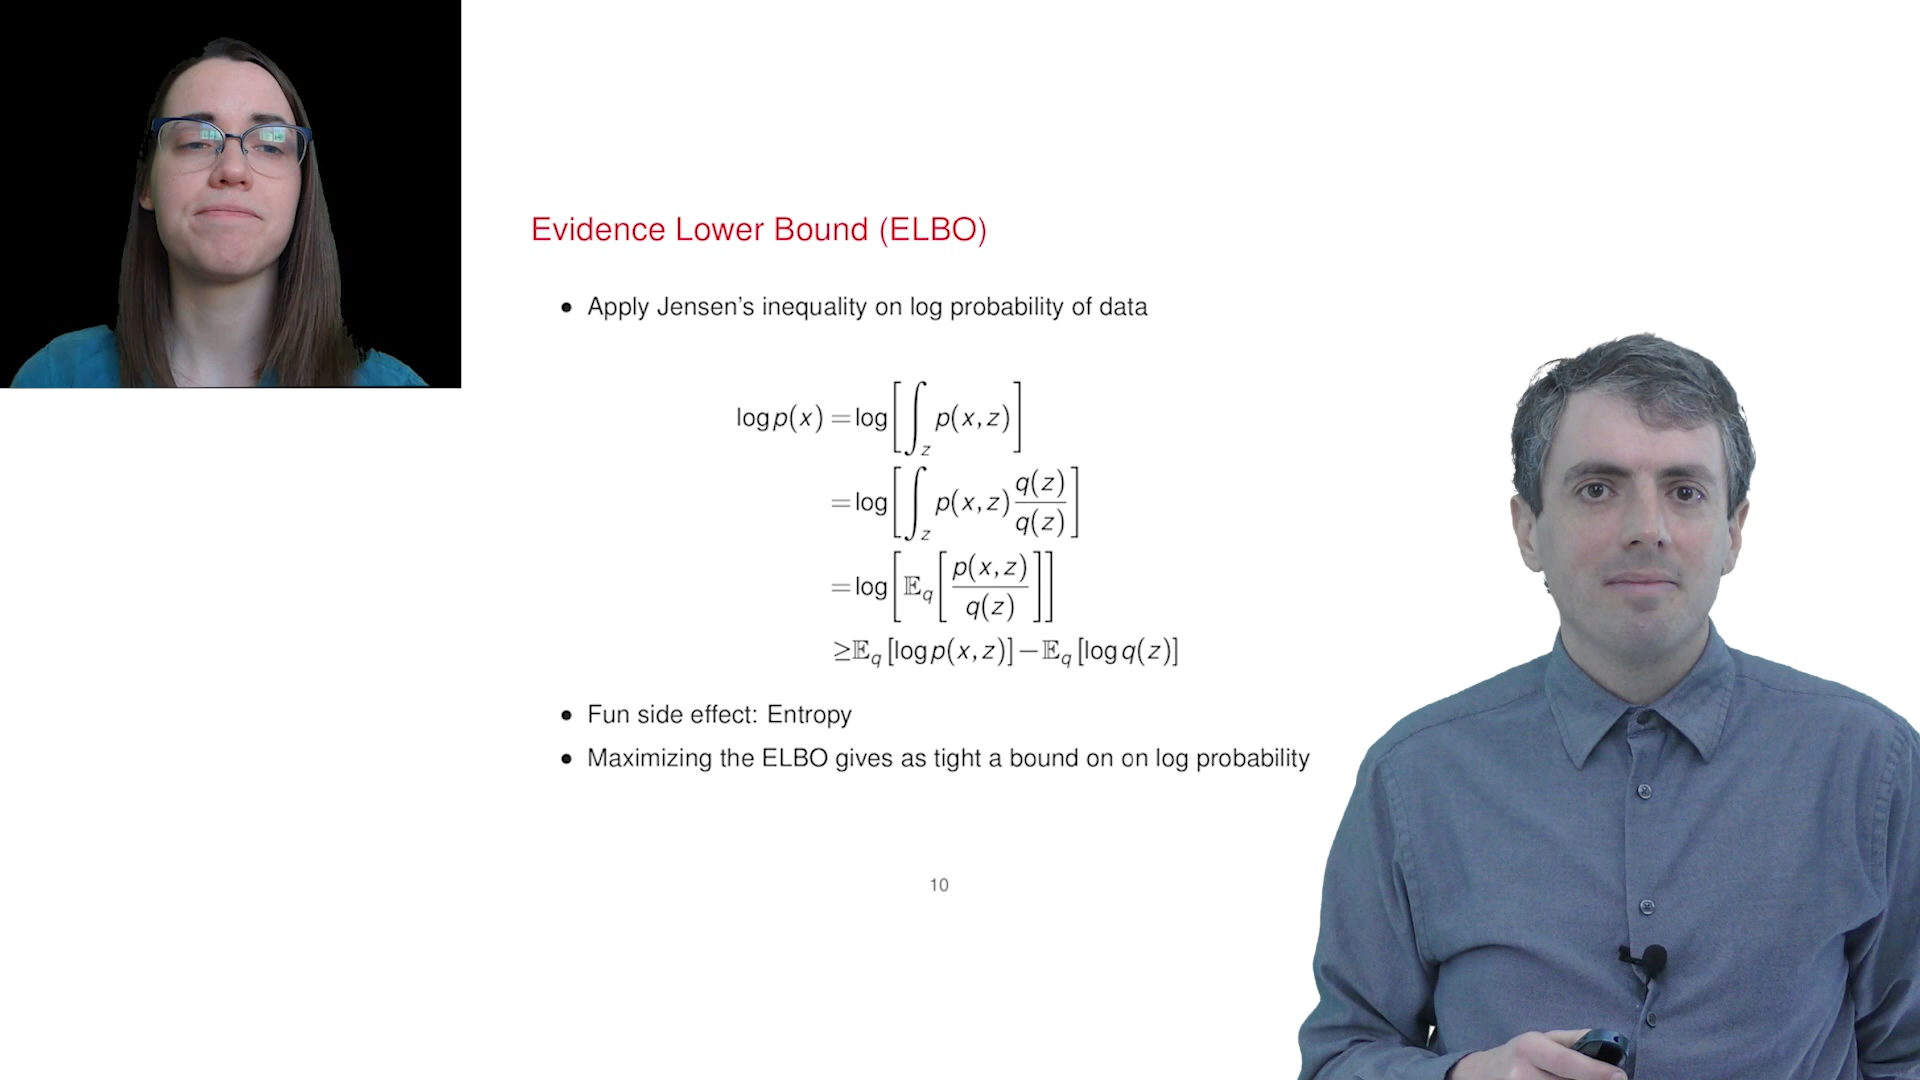 Evidence Lower Bound (ELBO)
• Apply Jensen's inequality on log probability of data
log p(x) = log[∫_z p(x,z)]
= log[∫_z p(x,z) q(z)/q(z)]
= log[𝔼_q[p(x,z)/q(z)]]
≥ 𝔼_q [log p(x,z)] − 𝔼_q [log q(z)]
• Fun side effect: Entropy
• Maximizing the ELBO gives as tight a bound on on log probability
10